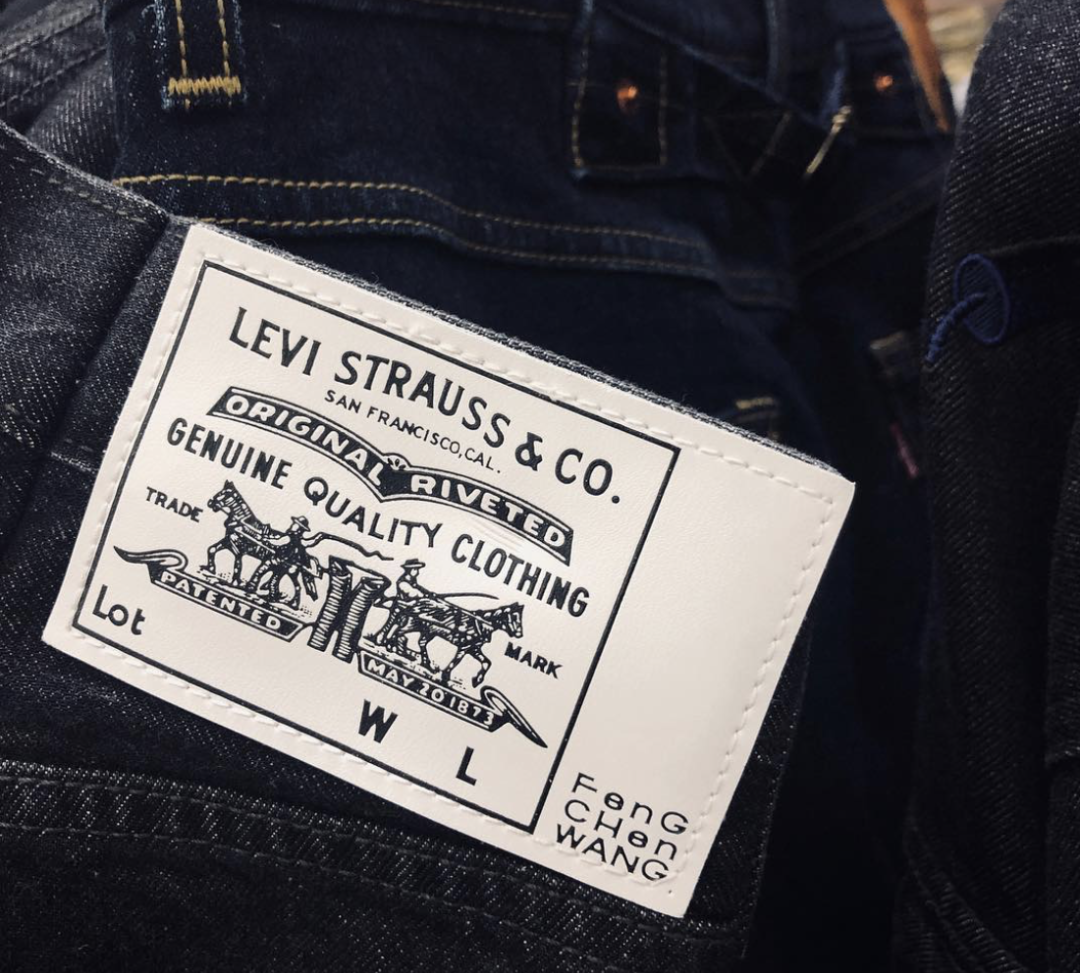 LEVI STRAUSS & CO.
SAN FRANCISCO, CAL.
ORIGINAL RIVETED
GENUINE QUALITY CLOTHING
TRADE MARK
PATENTED MAY 20 1873
Lot
W
L
FenG
CHen
WANG